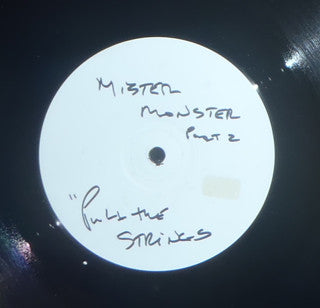 MISTER
MONSTER
PART 2
"PULL THE
STRINGS